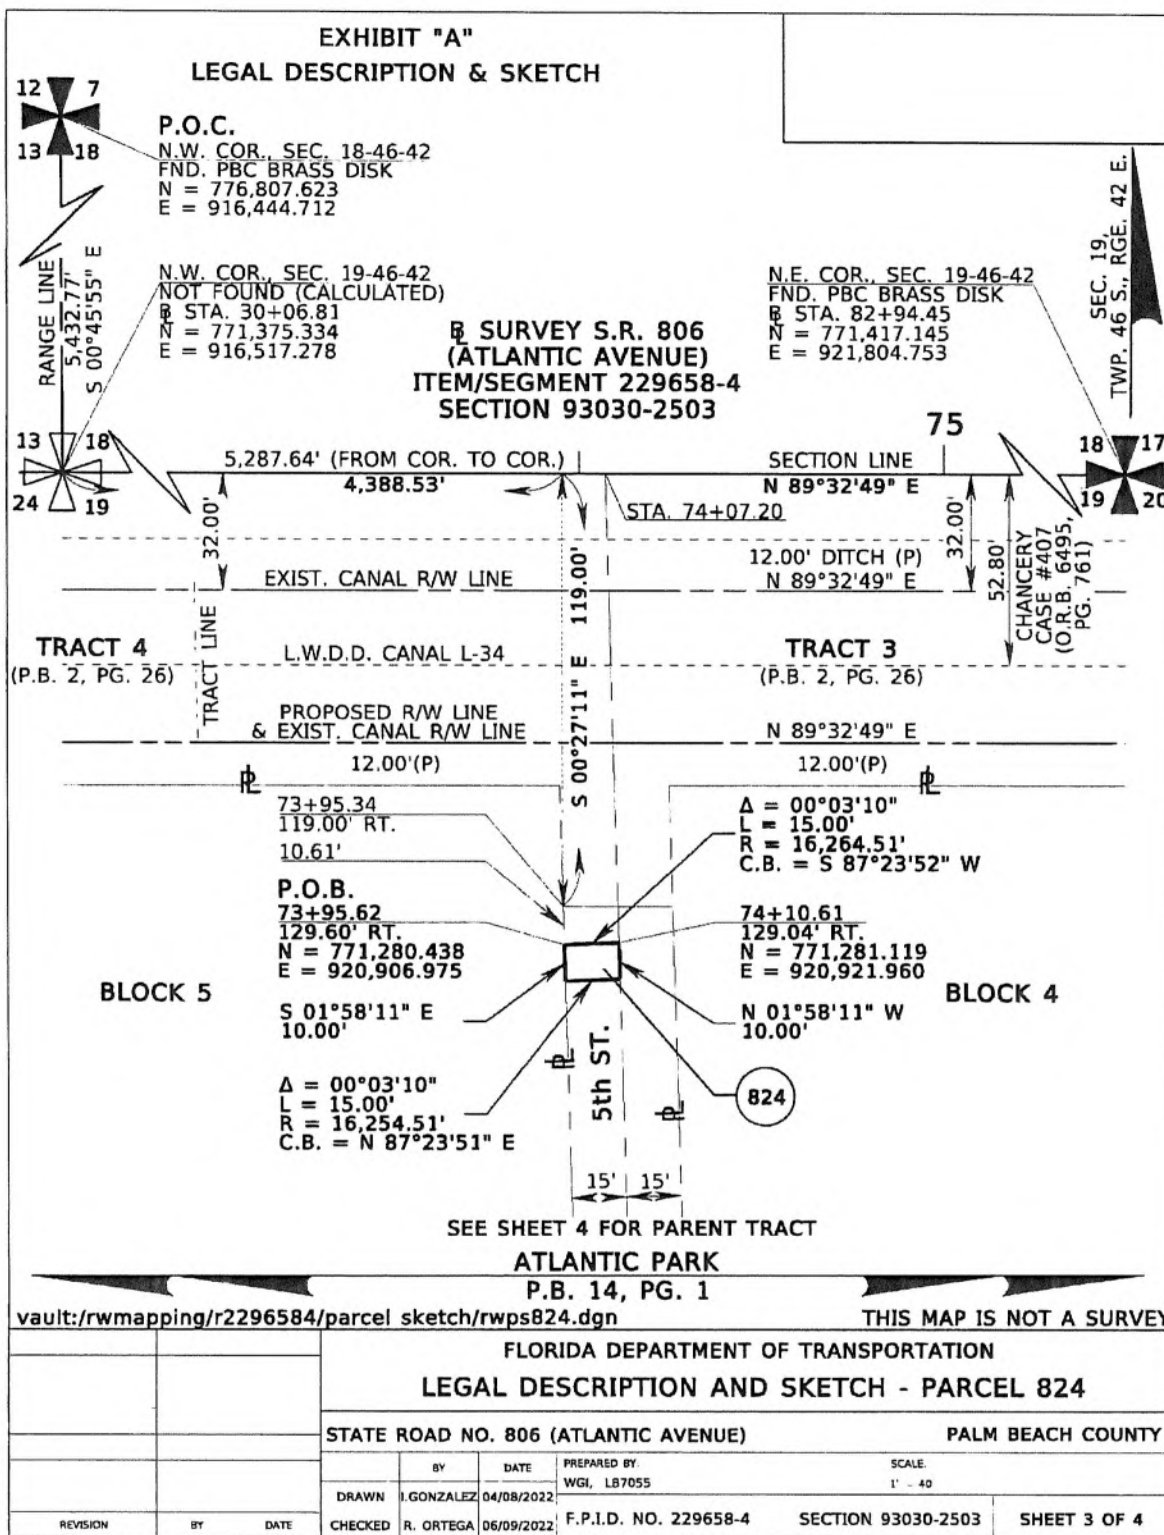 EXHIBIT "A"
LEGAL DESCRIPTION & SKETCH
12 7
13 18
P.O.C.
N.W. COR., SEC. 18-46-42
FND. PBC BRASS DISK
N = 776,807.623
E = 916,444.712
RANGE LINE
5,432.77'
S 00°45'55" E
N.W. COR., SEC. 19-46-42
NOT FOUND (CALCULATED)
BL STA. 30+06.81
N = 771,375.334
E = 916,517.278
BL SURVEY S.R. 806
(ATLANTIC AVENUE)
ITEM/SEGMENT 229658-4
SECTION 93030-2503
N.E. COR., SEC. 19-46-42
FND. PBC BRASS DISK
BL STA. 82+94.45
N = 771,417.145
E = 921,804.753
SEC. 19,
TWP. 46 S., RGE. 42 E.
13 18
24 19
18 17
19 20
75
5,287.64' (FROM COR. TO COR.)
4,388.53'
SECTION LINE
N 89°32'49" E
STA. 74+07.20
32.00'
32.00'
52.80
12.00' DITCH (P)
N 89°32'49" E
EXIST. CANAL R/W LINE
CHANCERY
CASE #407
(O.R.B. 6495,
PG. 761)
TRACT LINE
S 00°27'11" E 119.00'
TRACT 4
(P.B. 2, PG. 26)
L.W.D.D. CANAL L-34
TRACT 3
(P.B. 2, PG. 26)
PROPOSED R/W LINE
& EXIST. CANAL R/W LINE
N 89°32'49" E
12.00'(P)
12.00'(P)
PL
PL
73+95.34
119.00' RT.
10.61'
Δ = 00°03'10"
L = 15.00'
R = 16,264.51'
C.B. = S 87°23'52" W
P.O.B.
73+95.62
129.60' RT.
N = 771,280.438
E = 920,906.975
74+10.61
129.04' RT.
N = 771,281.119
E = 920,921.960
BLOCK 5
BLOCK 4
S 01°58'11" E
10.00'
N 01°58'11" W
10.00'
5th ST.
PL
PL
824
Δ = 00°03'10"
L = 15.00'
R = 16,254.51'
C.B. = N 87°23'51" E
15' 15'
SEE SHEET 4 FOR PARENT TRACT
ATLANTIC PARK
P.B. 14, PG. 1
vault:/rwmapping/r2296584/parcel sketch/rwps824.dgn
THIS MAP IS NOT A SURVEY
FLORIDA DEPARTMENT OF TRANSPORTATION
LEGAL DESCRIPTION AND SKETCH - PARCEL 824
STATE ROAD NO. 806 (ATLANTIC AVENUE) PALM BEACH COUNTY
BY DATE
PREPARED BY:
WGI, LB7055
SCALE:
1' - 40
DRAWN I.GONZALEZ 04/08/2022
CHECKED R. ORTEGA 06/09/2022
F.P.I.D. NO. 229658-4 SECTION 93030-2503 SHEET 3 OF 4
REVISION BY DATE